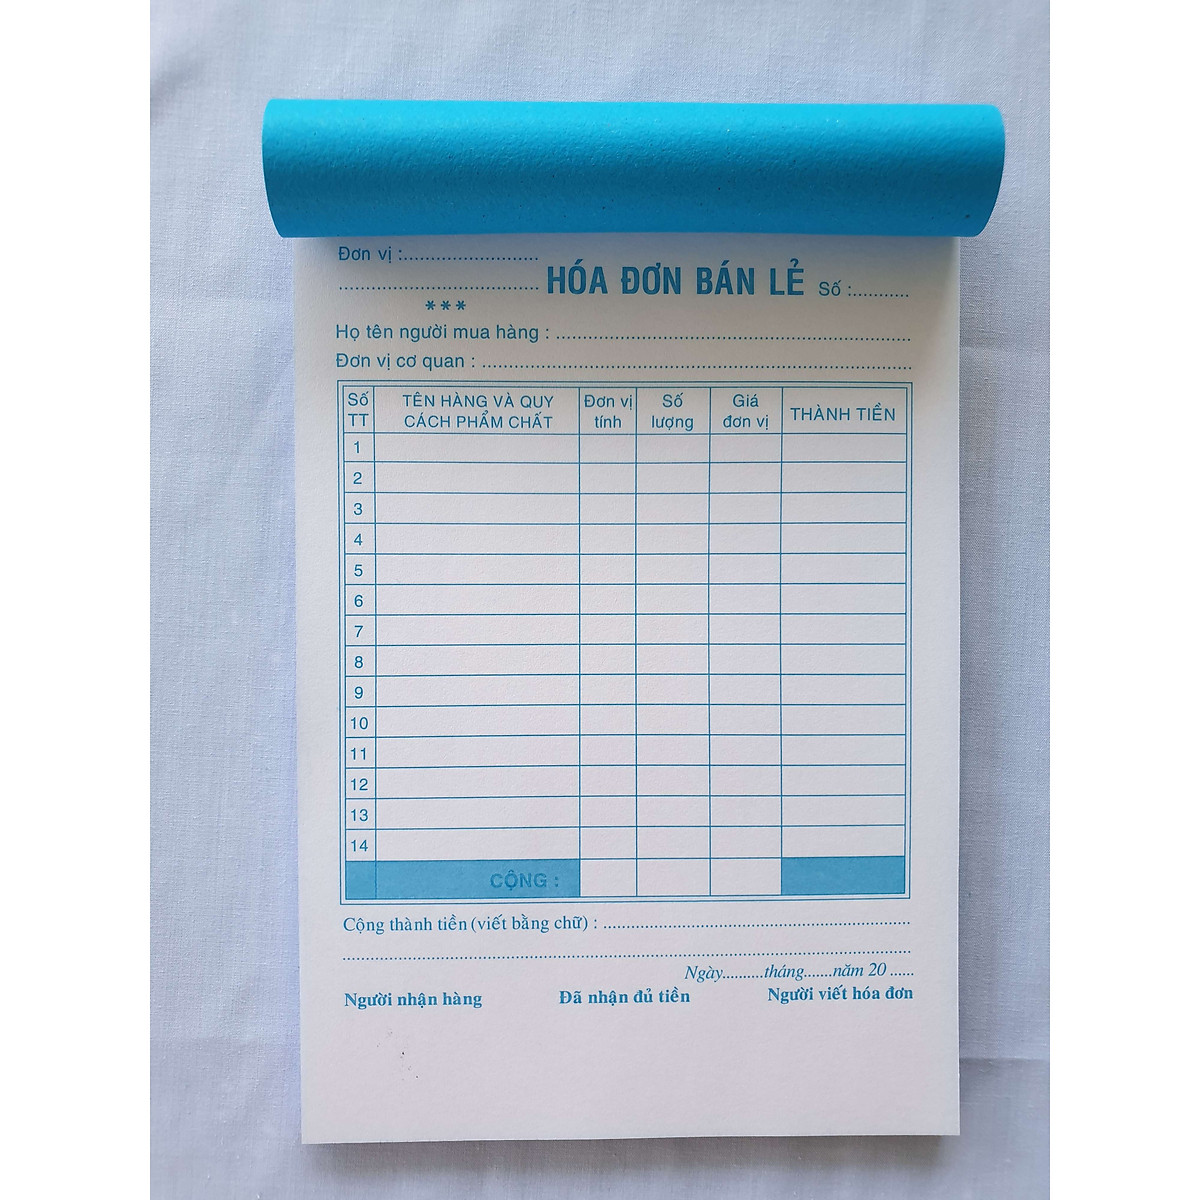 Đơn vị :..........................
.....................................
HÓA ĐƠN BÁN LẺ Số :..........
***
Họ tên người mua hàng : ................................................................
Đơn vị cơ quan : .............................................................................
Số TT TÊN HÀNG VÀ QUY CÁCH PHẨM CHẤT Đơn vị tính Số lượng Giá đơn vị THÀNH TIỀN
1
2
3
4
5
6
7
8
9
10
11
12
13
14
CỘNG :
Cộng thành tiền (viết bằng chữ) : .......................................................
.......................................................................................................
Ngày..........tháng.......năm 20 ......
Người nhận hàng Đã nhận đủ tiền Người viết hóa đơn